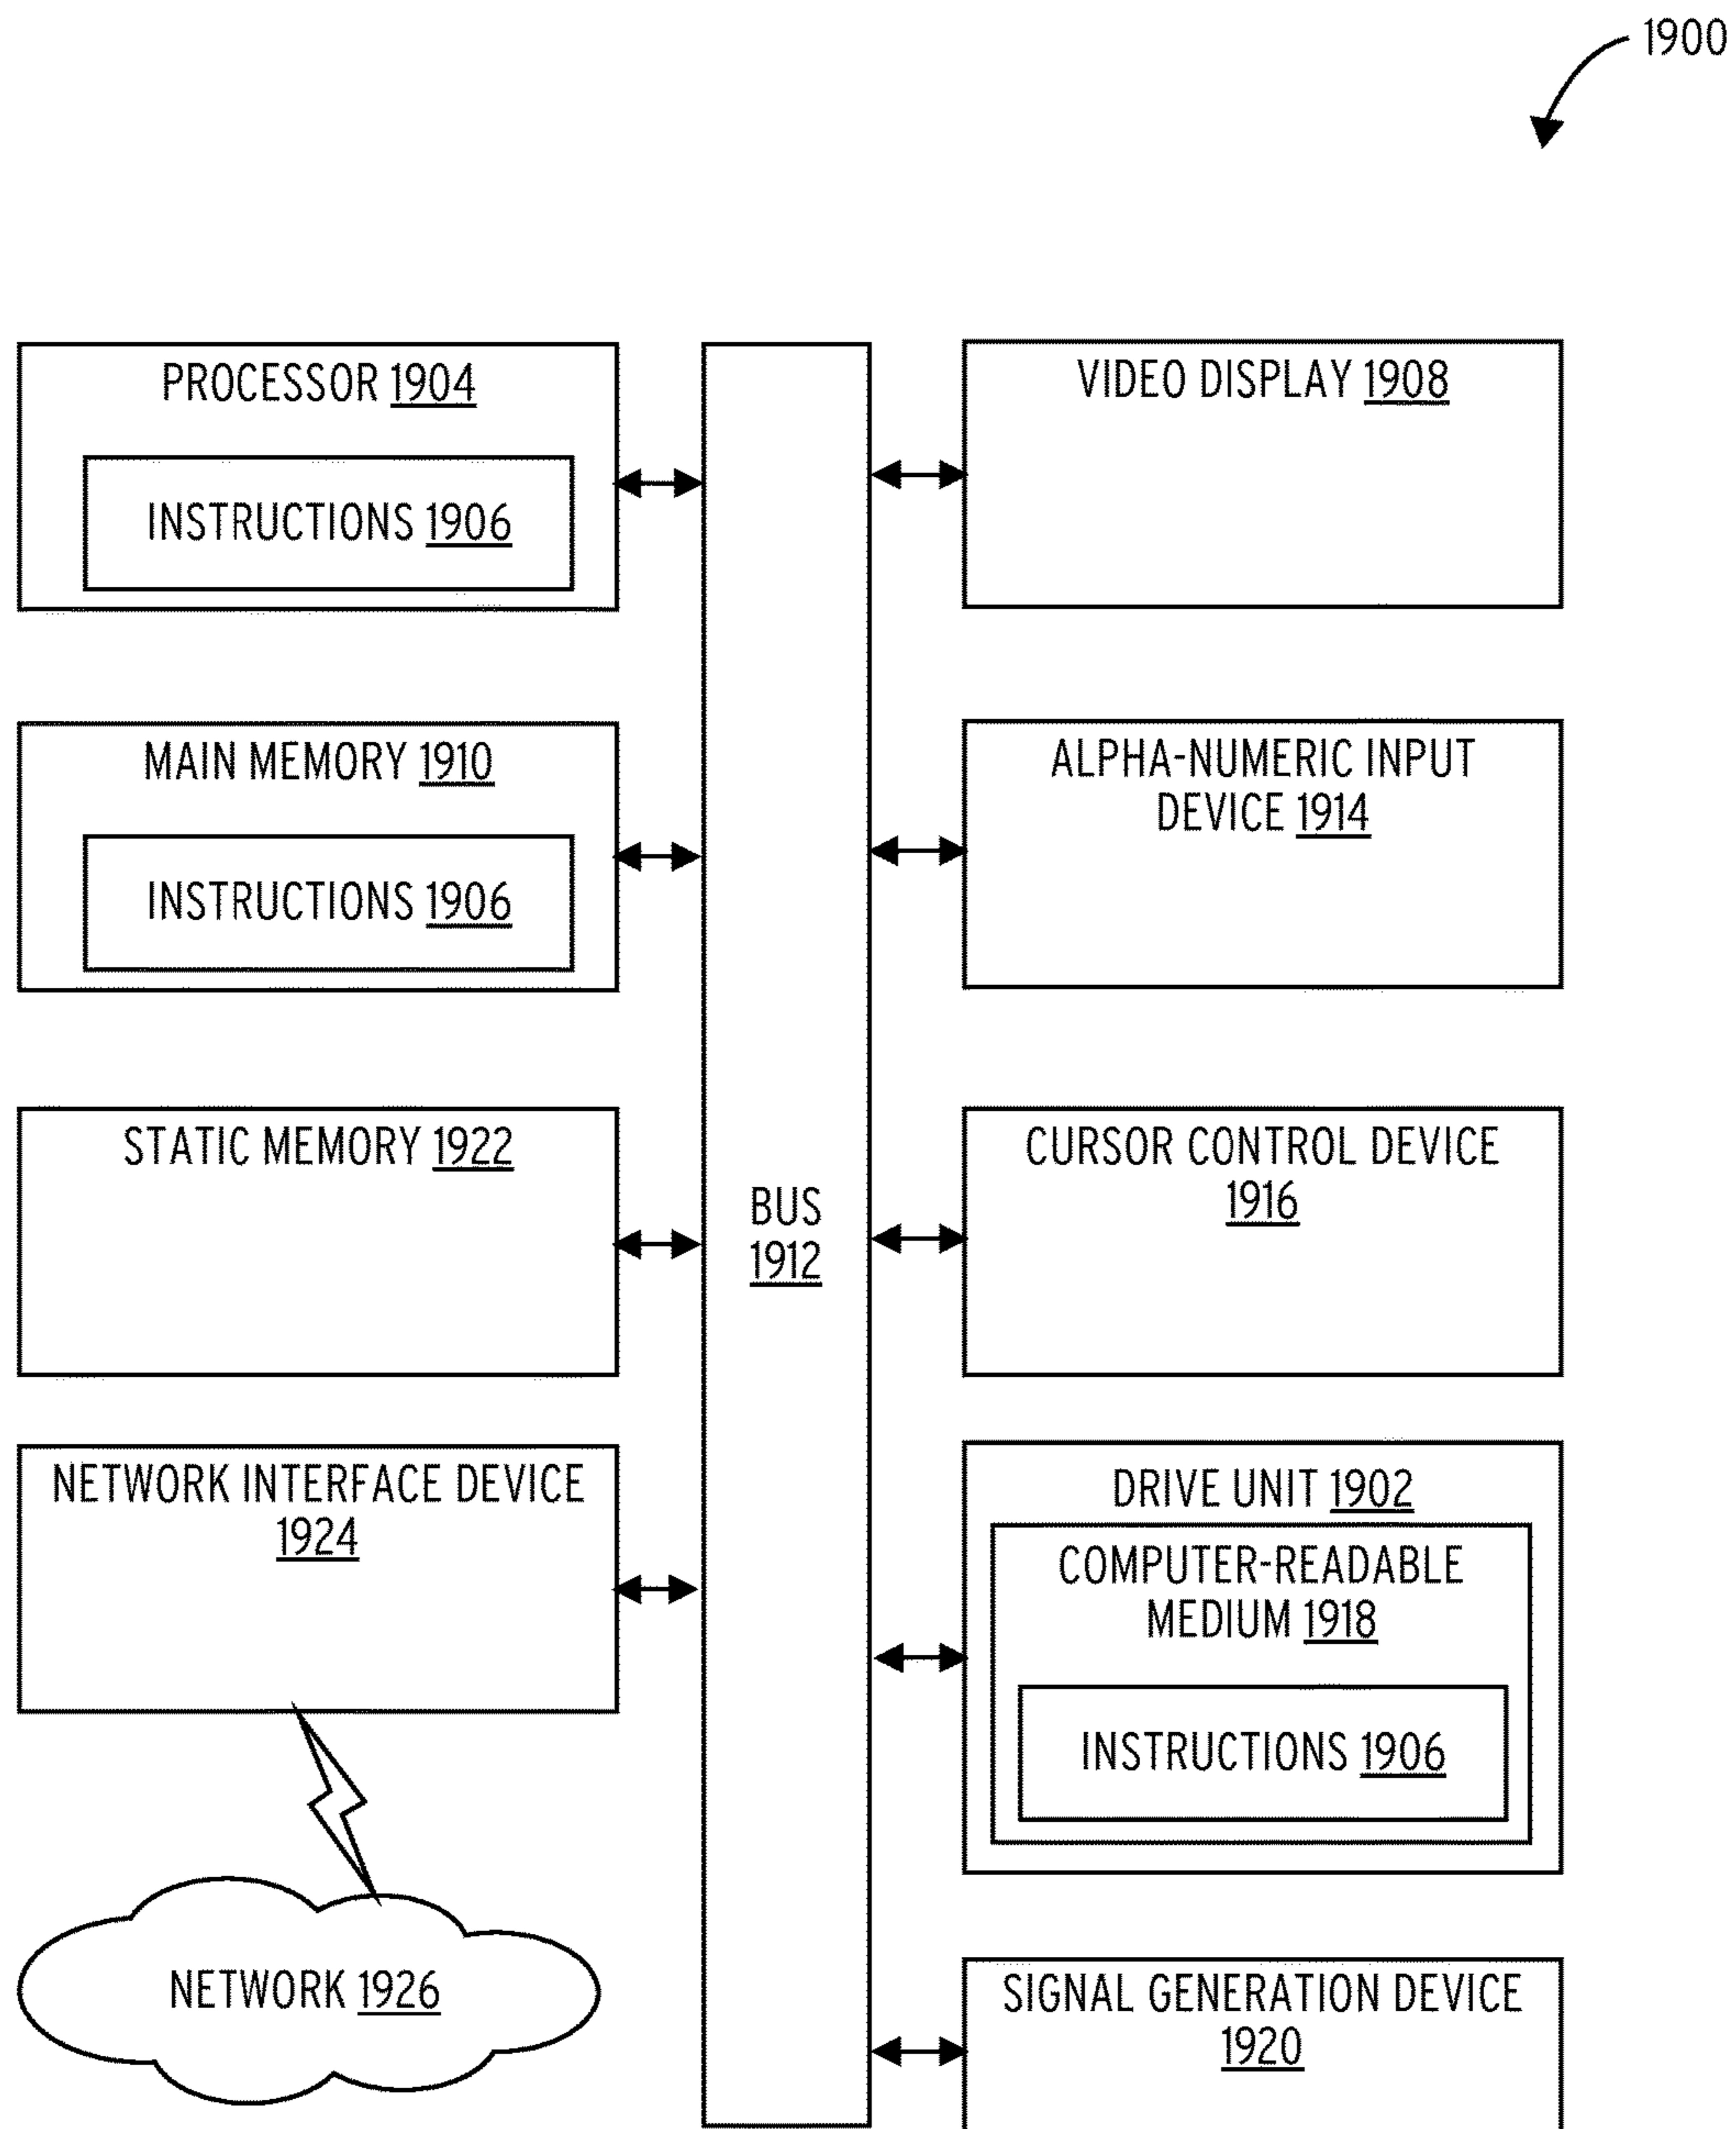 1900
PROCESSOR 1904
INSTRUCTIONS 1906
MAIN MEMORY 1910
INSTRUCTIONS 1906
STATIC MEMORY 1922
NETWORK INTERFACE DEVICE
1924
NETWORK 1926
BUS
1912
VIDEO DISPLAY 1908
ALPHA-NUMERIC INPUT
DEVICE 1914
CURSOR CONTROL DEVICE
1916
DRIVE UNIT 1902
COMPUTER-READABLE
MEDIUM 1918
INSTRUCTIONS 1906
SIGNAL GENERATION DEVICE
1920